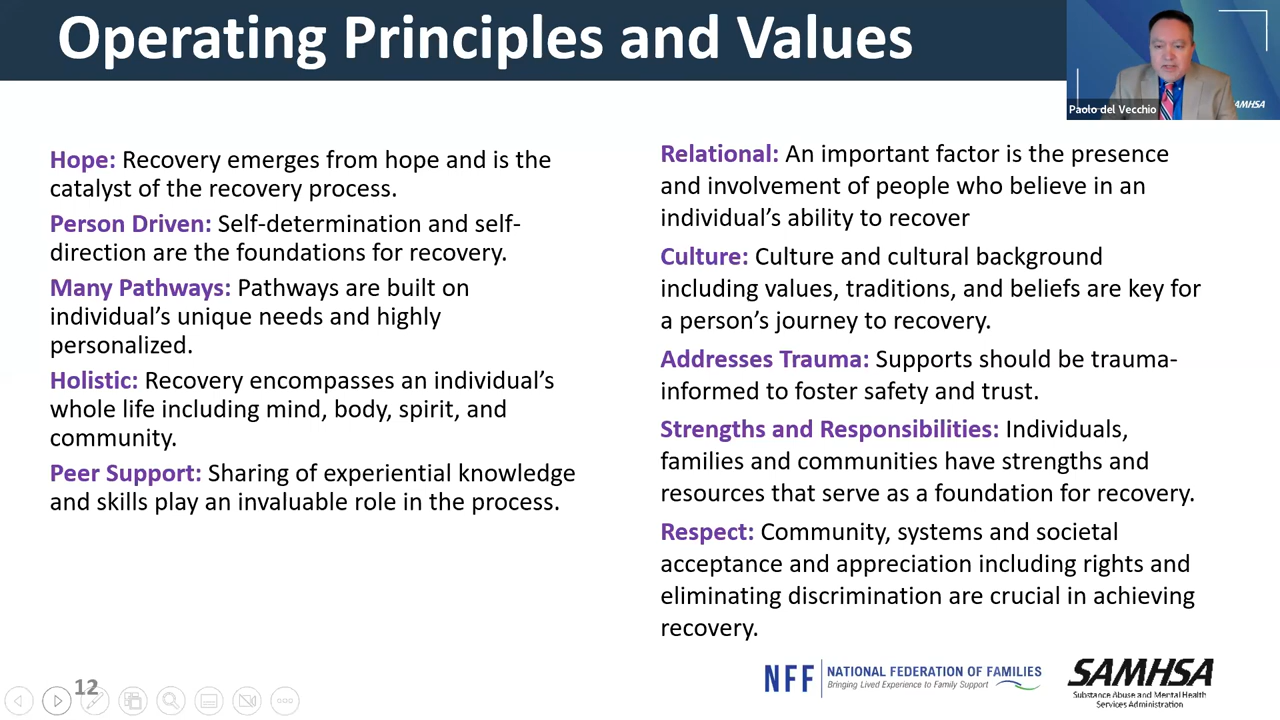 Operating Principles and Values
Paolo del Vecchio
SAMHSA
Hope: Recovery emerges from hope and is the
catalyst of the recovery process.
Person Driven: Self-determination and self-
direction are the foundations for recovery.
Many Pathways: Pathways are built on
individual’s unique needs and highly
personalized.
Holistic: Recovery encompasses an individual’s
whole life including mind, body, spirit, and
community.
Peer Support: Sharing of experiential knowledge
and skills play an invaluable role in the process.
Relational: An important factor is the presence
and involvement of people who believe in an
individual’s ability to recover
Culture: Culture and cultural background
including values, traditions, and beliefs are key for
a person’s journey to recovery.
Addresses Trauma: Supports should be trauma-
informed to foster safety and trust.
Strengths and Responsibilities: Individuals,
families and communities have strengths and
resources that serve as a foundation for recovery.
Respect: Community, systems and societal
acceptance and appreciation including rights and
eliminating discrimination are crucial in achieving
recovery.
12
NFF NATIONAL FEDERATION OF FAMILIES
Bringing Lived Experience to Family Support
SAMHSA
Substance Abuse and Mental Health
Services Administration